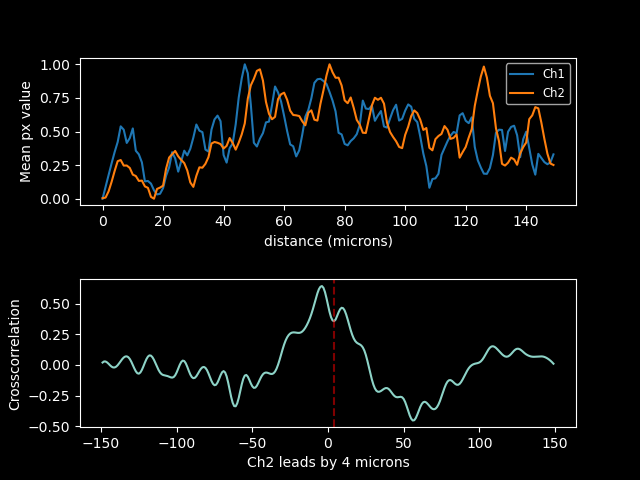 1.00
0.75
0.50
0.25
0.00
Mean px value
Ch1
Ch2
0 20 40 60 80 100 120 140
distance (microns)
0.50
0.25
0.00
−0.25
−0.50
Crosscorrelation
−150 −100 −50 0 50 100 150
Ch2 leads by 4 microns